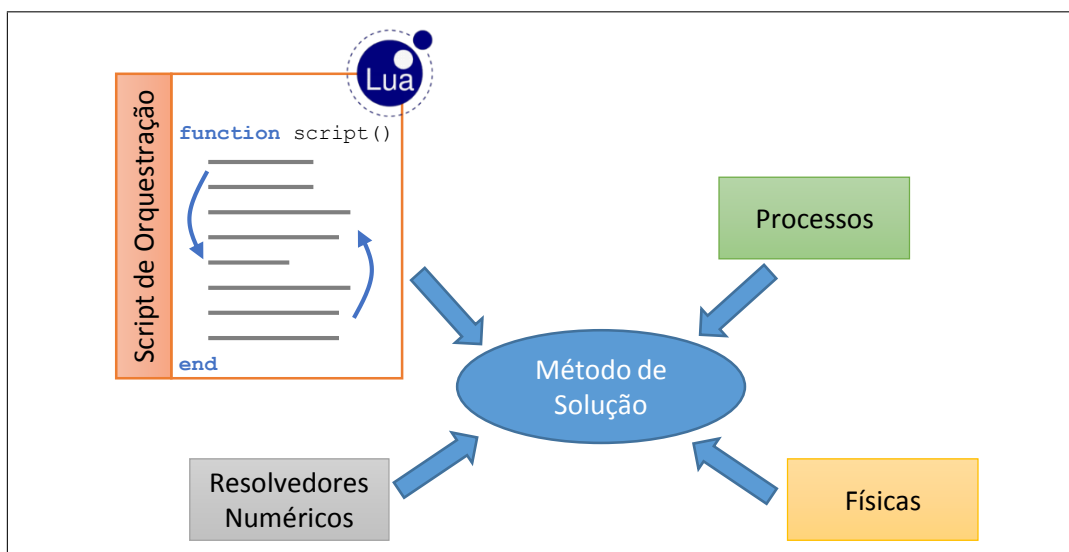 Script de Orquestração
Lua
function script()
end
Processos
Método de
Solução
Resolvedores
Numéricos
Físicas